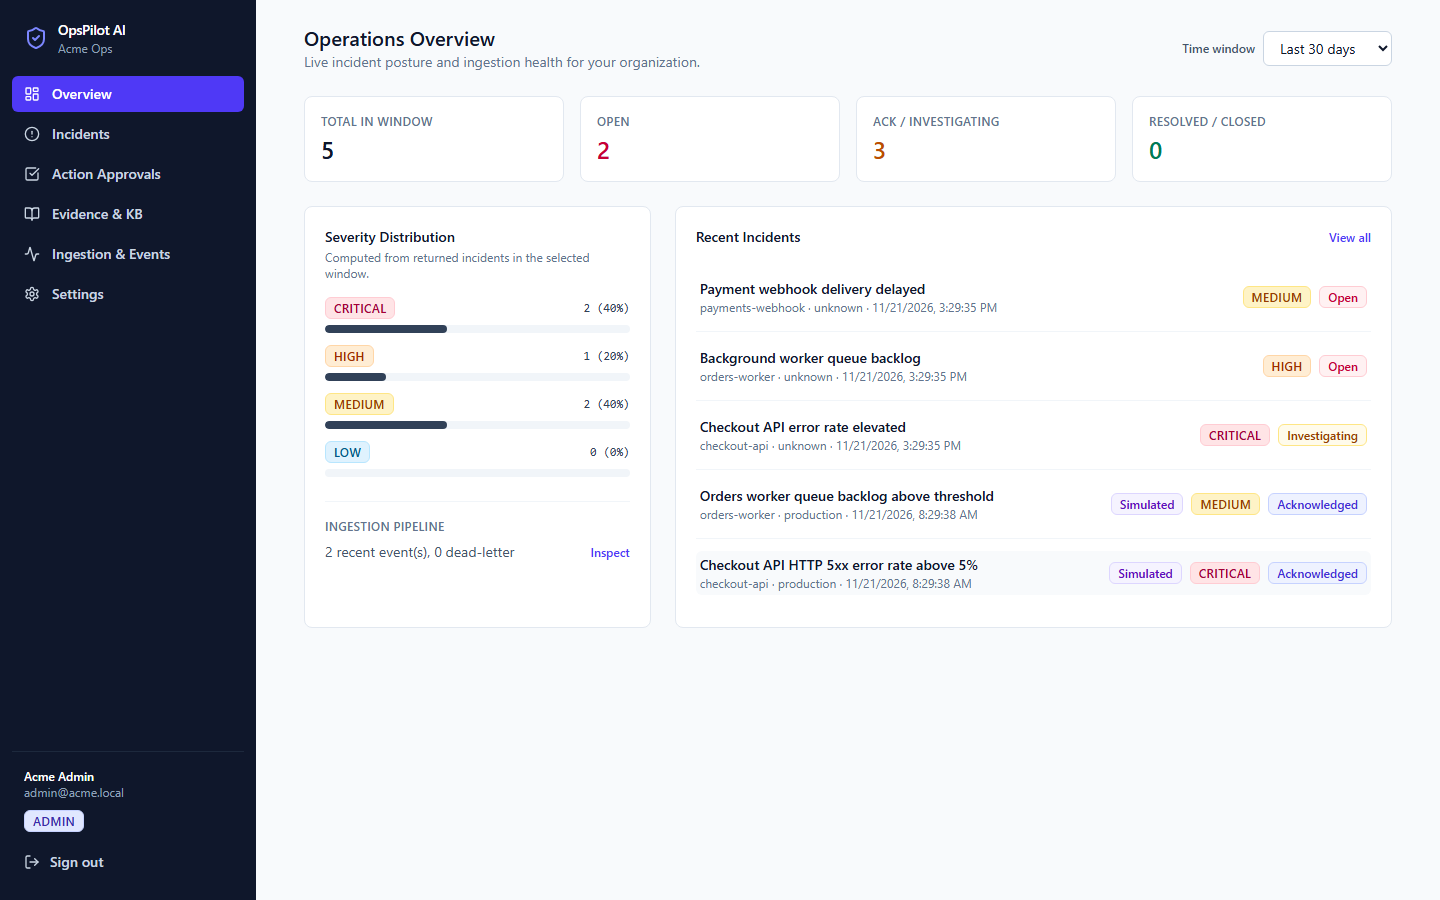 OpsPilot AI
Acme Ops
Overview
Incidents
Action Approvals
Evidence & KB
Ingestion & Events
Settings
Acme Admin
admin@acme.local
ADMIN
Sign out
Operations Overview
Live incident posture and ingestion health for your organization.
Time window
Last 30 days
TOTAL IN WINDOW
5
OPEN
2
ACK / INVESTIGATING
3
RESOLVED / CLOSED
0
Severity Distribution
Computed from returned incidents in the selected
window.
CRITICAL 2 (40%)
HIGH 1 (20%)
MEDIUM 2 (40%)
LOW 0 (0%)
INGESTION PIPELINE
2 recent event(s), 0 dead-letter Inspect
Recent Incidents View all
Payment webhook delivery delayed
payments-webhook · unknown · 11/21/2026, 3:29:35 PM
MEDIUM Open
Background worker queue backlog
orders-worker · unknown · 11/21/2026, 3:29:35 PM
HIGH Open
Checkout API error rate elevated
checkout-api · unknown · 11/21/2026, 3:29:35 PM
CRITICAL Investigating
Orders worker queue backlog above threshold
orders-worker · production · 11/21/2026, 8:29:38 AM
Simulated MEDIUM Acknowledged
Checkout API HTTP 5xx error rate above 5%
checkout-api · production · 11/21/2026, 8:29:38 AM
Simulated CRITICAL Acknowledged